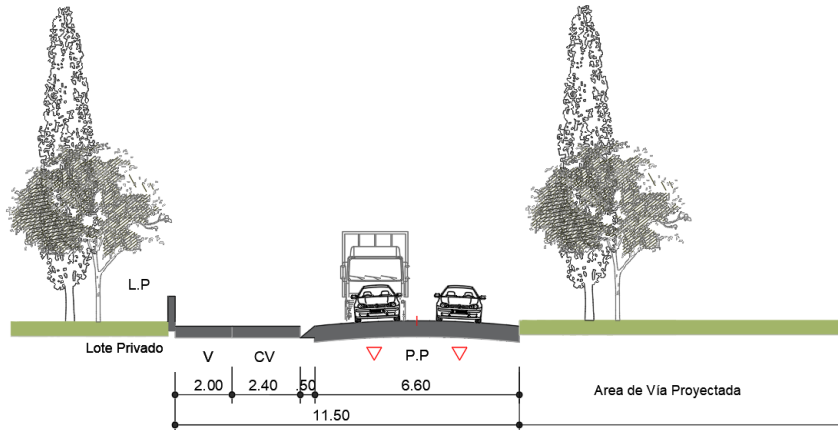 L.P
Lote Privado
V
CV
P.P
2.00
2.40
.50
6.60
Area de Vía Proyectada
11.50